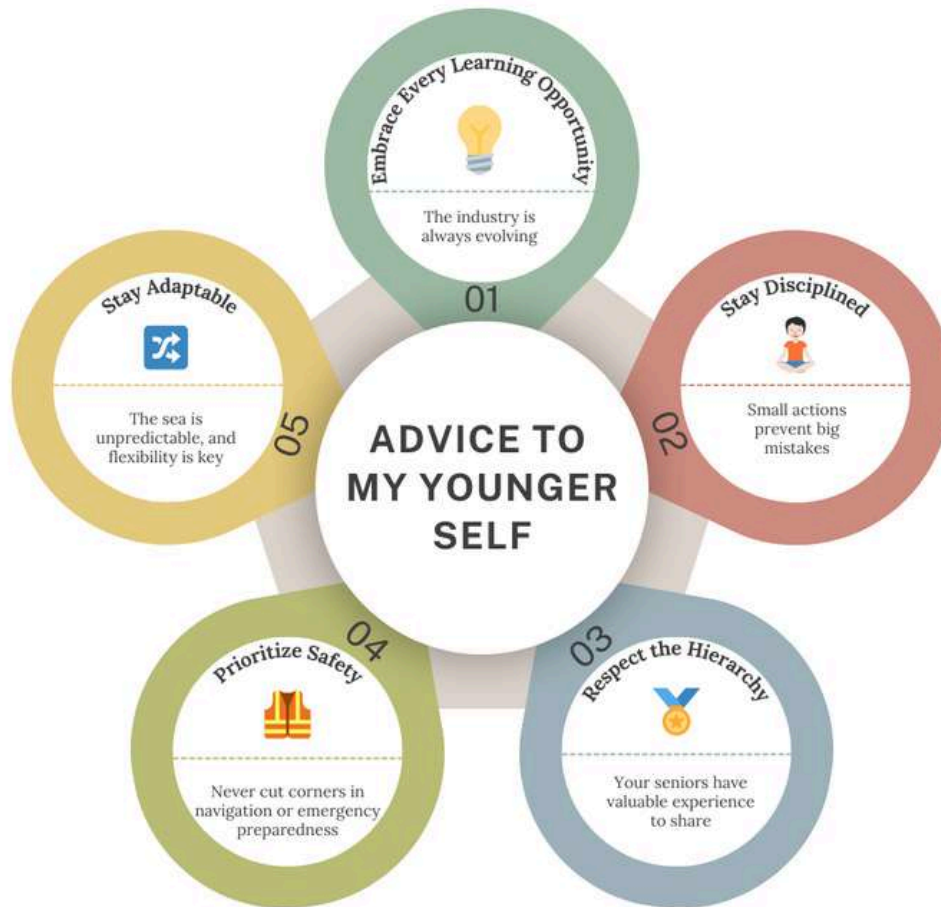 ADVICE TO
MY YOUNGER
SELF
01
Embrace Every Learning Opportunity
The industry is
always evolving
02
Stay Disciplined
Small actions
prevent big
mistakes
03
Respect the Hierarchy
Your seniors have
valuable experience
to share
04
Prioritize Safety
Never cut corners in
navigation or emergency
preparedness
05
Stay Adaptable
The sea is
unpredictable, and
flexibility is key